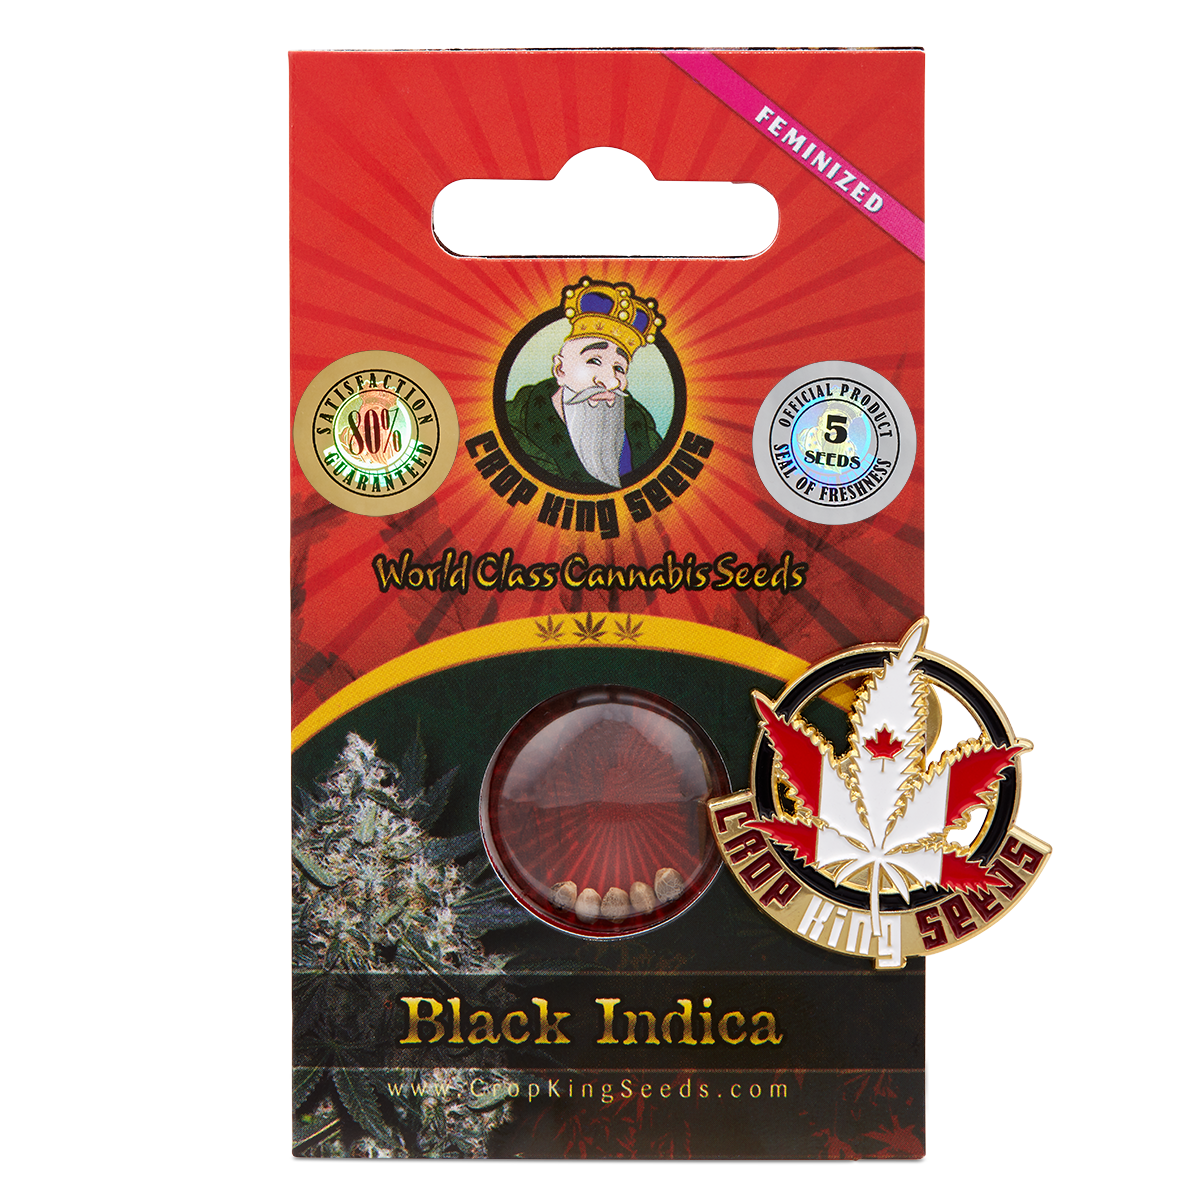 FEMINIZED
SATISFACTION
80%
GUARANTEED
OFFICIAL PRODUCT
5
SEEDS
SEAL OF FRESHNESS
CROP King SEEDS
World Class Cannabis Seeds
CROP King SEEDS
Black Indica
www.CropKingSeeds.com